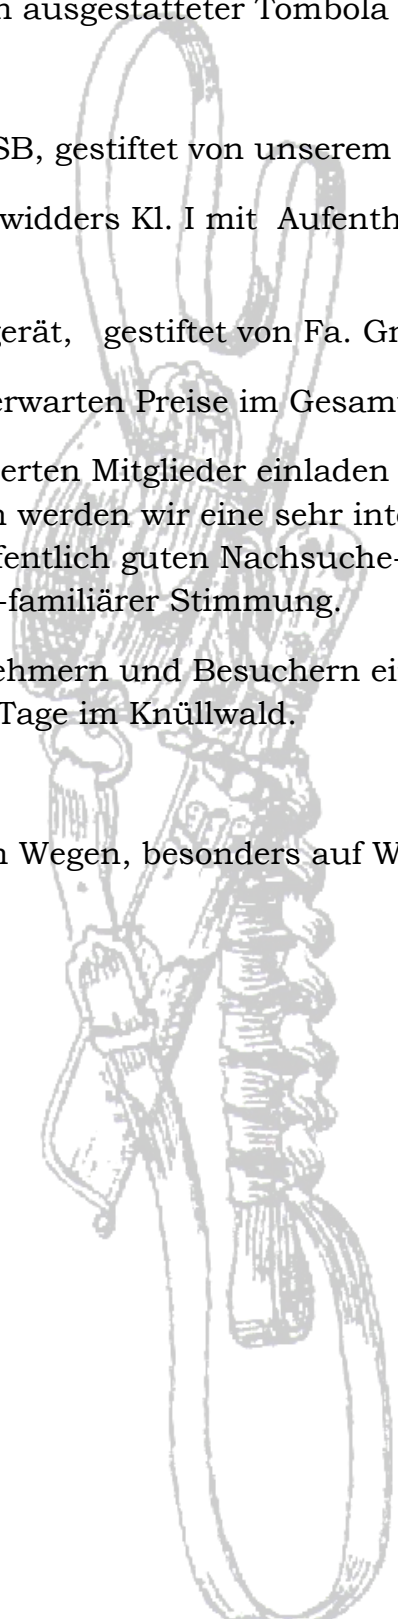 ausgestatteter Tombola
SB, gestiftet von unserem
widders Kl. I mit Aufenth
gerät, gestiftet von Fa. Gr
erwarten Preise im Gesamt
erten Mitglieder einladen
n werden wir eine sehr inte
fentlich guten Nachsuche-
-familiärer Stimmung.
ehmern und Besuchern ei
Tage im Knüllwald.
n Wegen, besonders auf W